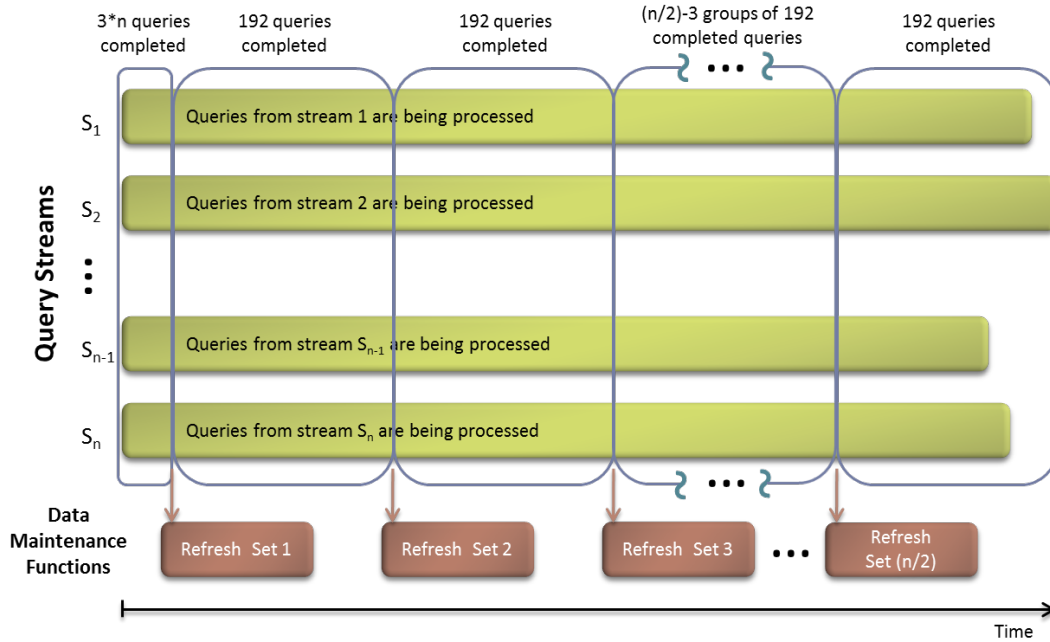 3*n queries completed
192 queries completed
192 queries completed
(n/2)-3 groups of 192 completed queries
192 queries completed
Query Streams
S1
Queries from stream 1 are being processed
S2
Queries from stream 2 are being processed
Sn-1
Queries from stream Sn-1 are being processed
Sn
Queries from stream Sn are being processed
Data
Maintenance
Functions
Refresh Set 1
Refresh Set 2
Refresh Set 3
Refresh
Set (n/2)
Time